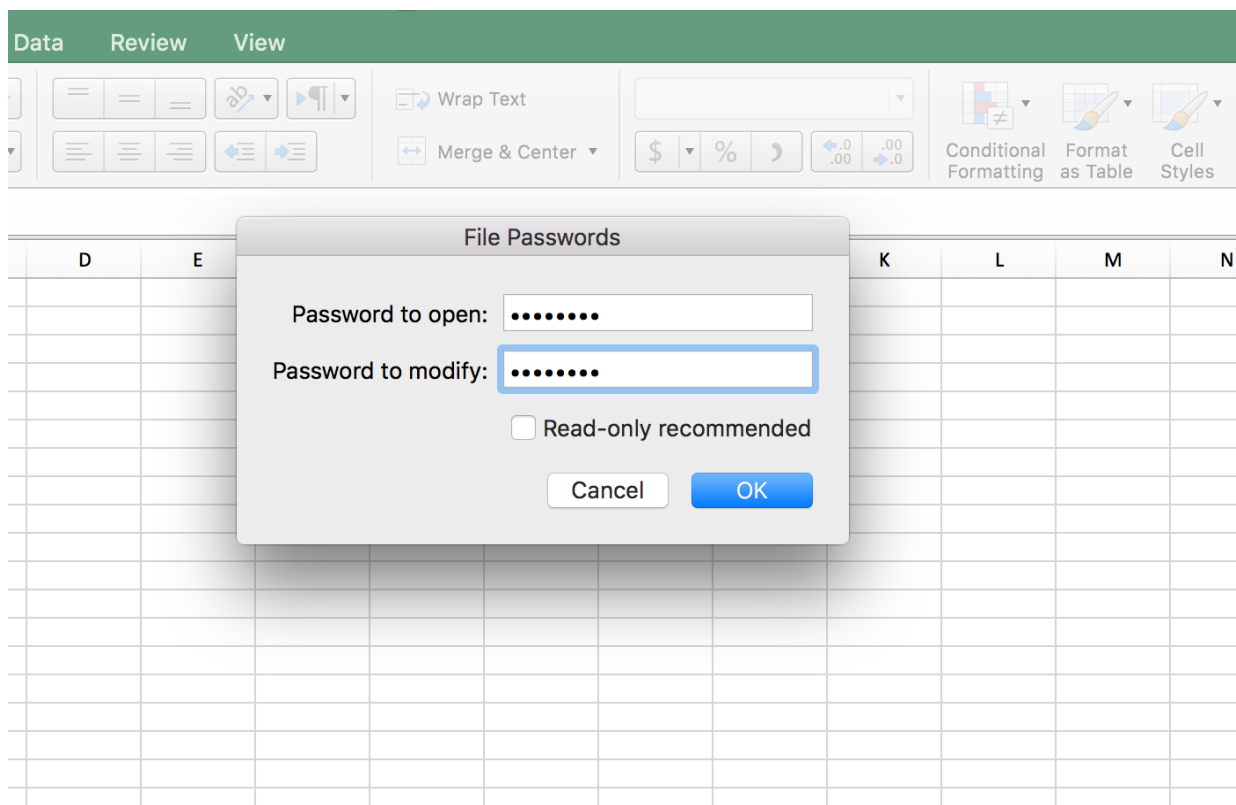 Data Review View
Wrap Text
$ % .0 .00 .00 .0
Merge & Center
Conditional Formatting
Format as Table
Cell Styles
File Passwords
D E K L M N
Password to open: ••••••••
Password to modify: ••••••••
Read-only recommended
Cancel OK